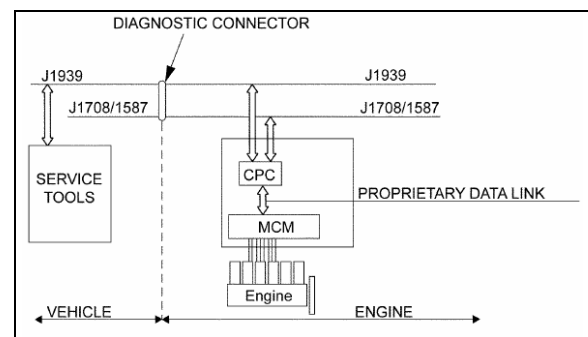 DIAGNOSTIC CONNECTOR
J1939
J1939
J1708/1587
J1708/1587
SERVICE
TOOLS
CPC
PROPRIETARY DATA LINK
MCM
Engine
VEHICLE
ENGINE